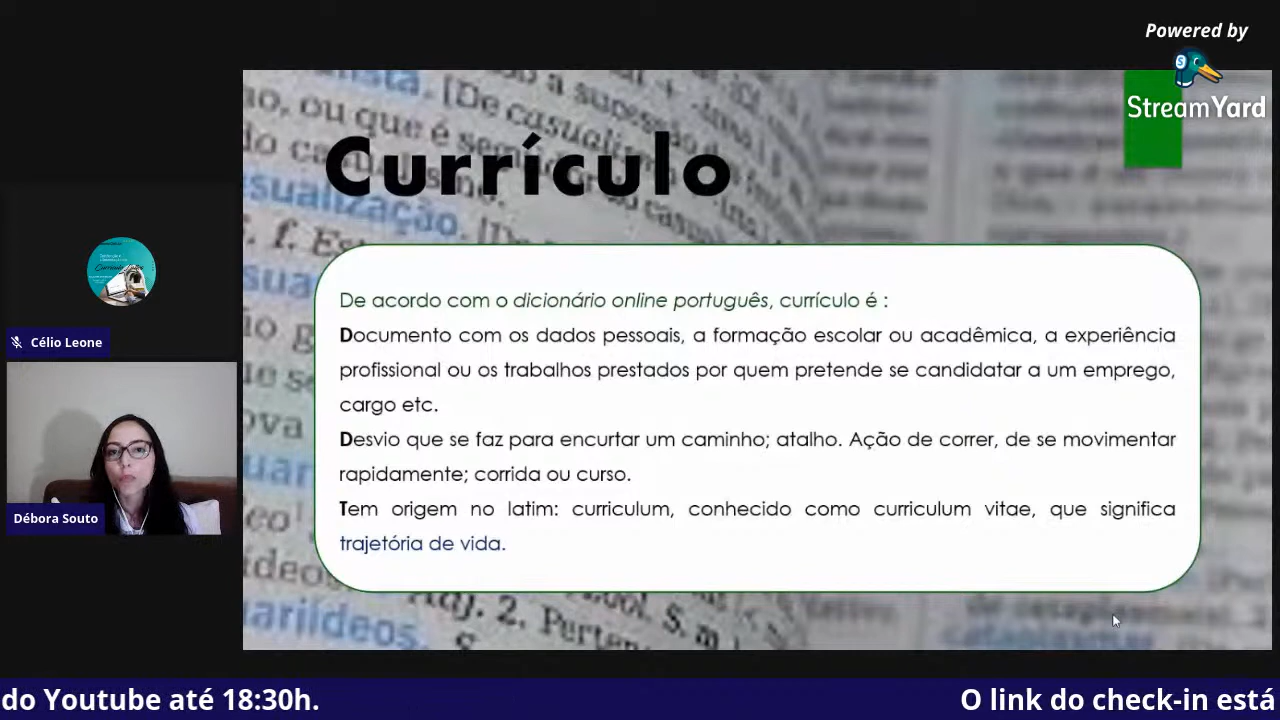 Powered by
StreamYard
Currículo
De acordo com o dicionário online português, currículo é :
Documento com os dados pessoais, a formação escolar ou acadêmica, a experiência
profissional ou os trabalhos prestados por quem pretende se candidatar a um emprego,
cargo etc.
Desvio que se faz para encurtar um caminho; atalho. Ação de correr, de se movimentar
rapidamente; corrida ou curso.
Tem origem no latim: curriculum, conhecido como curriculum vitae, que significa
trajetória de vida.
Célio Leone
Débora Souto
do Youtube até 18:30h.
O link do check-in está